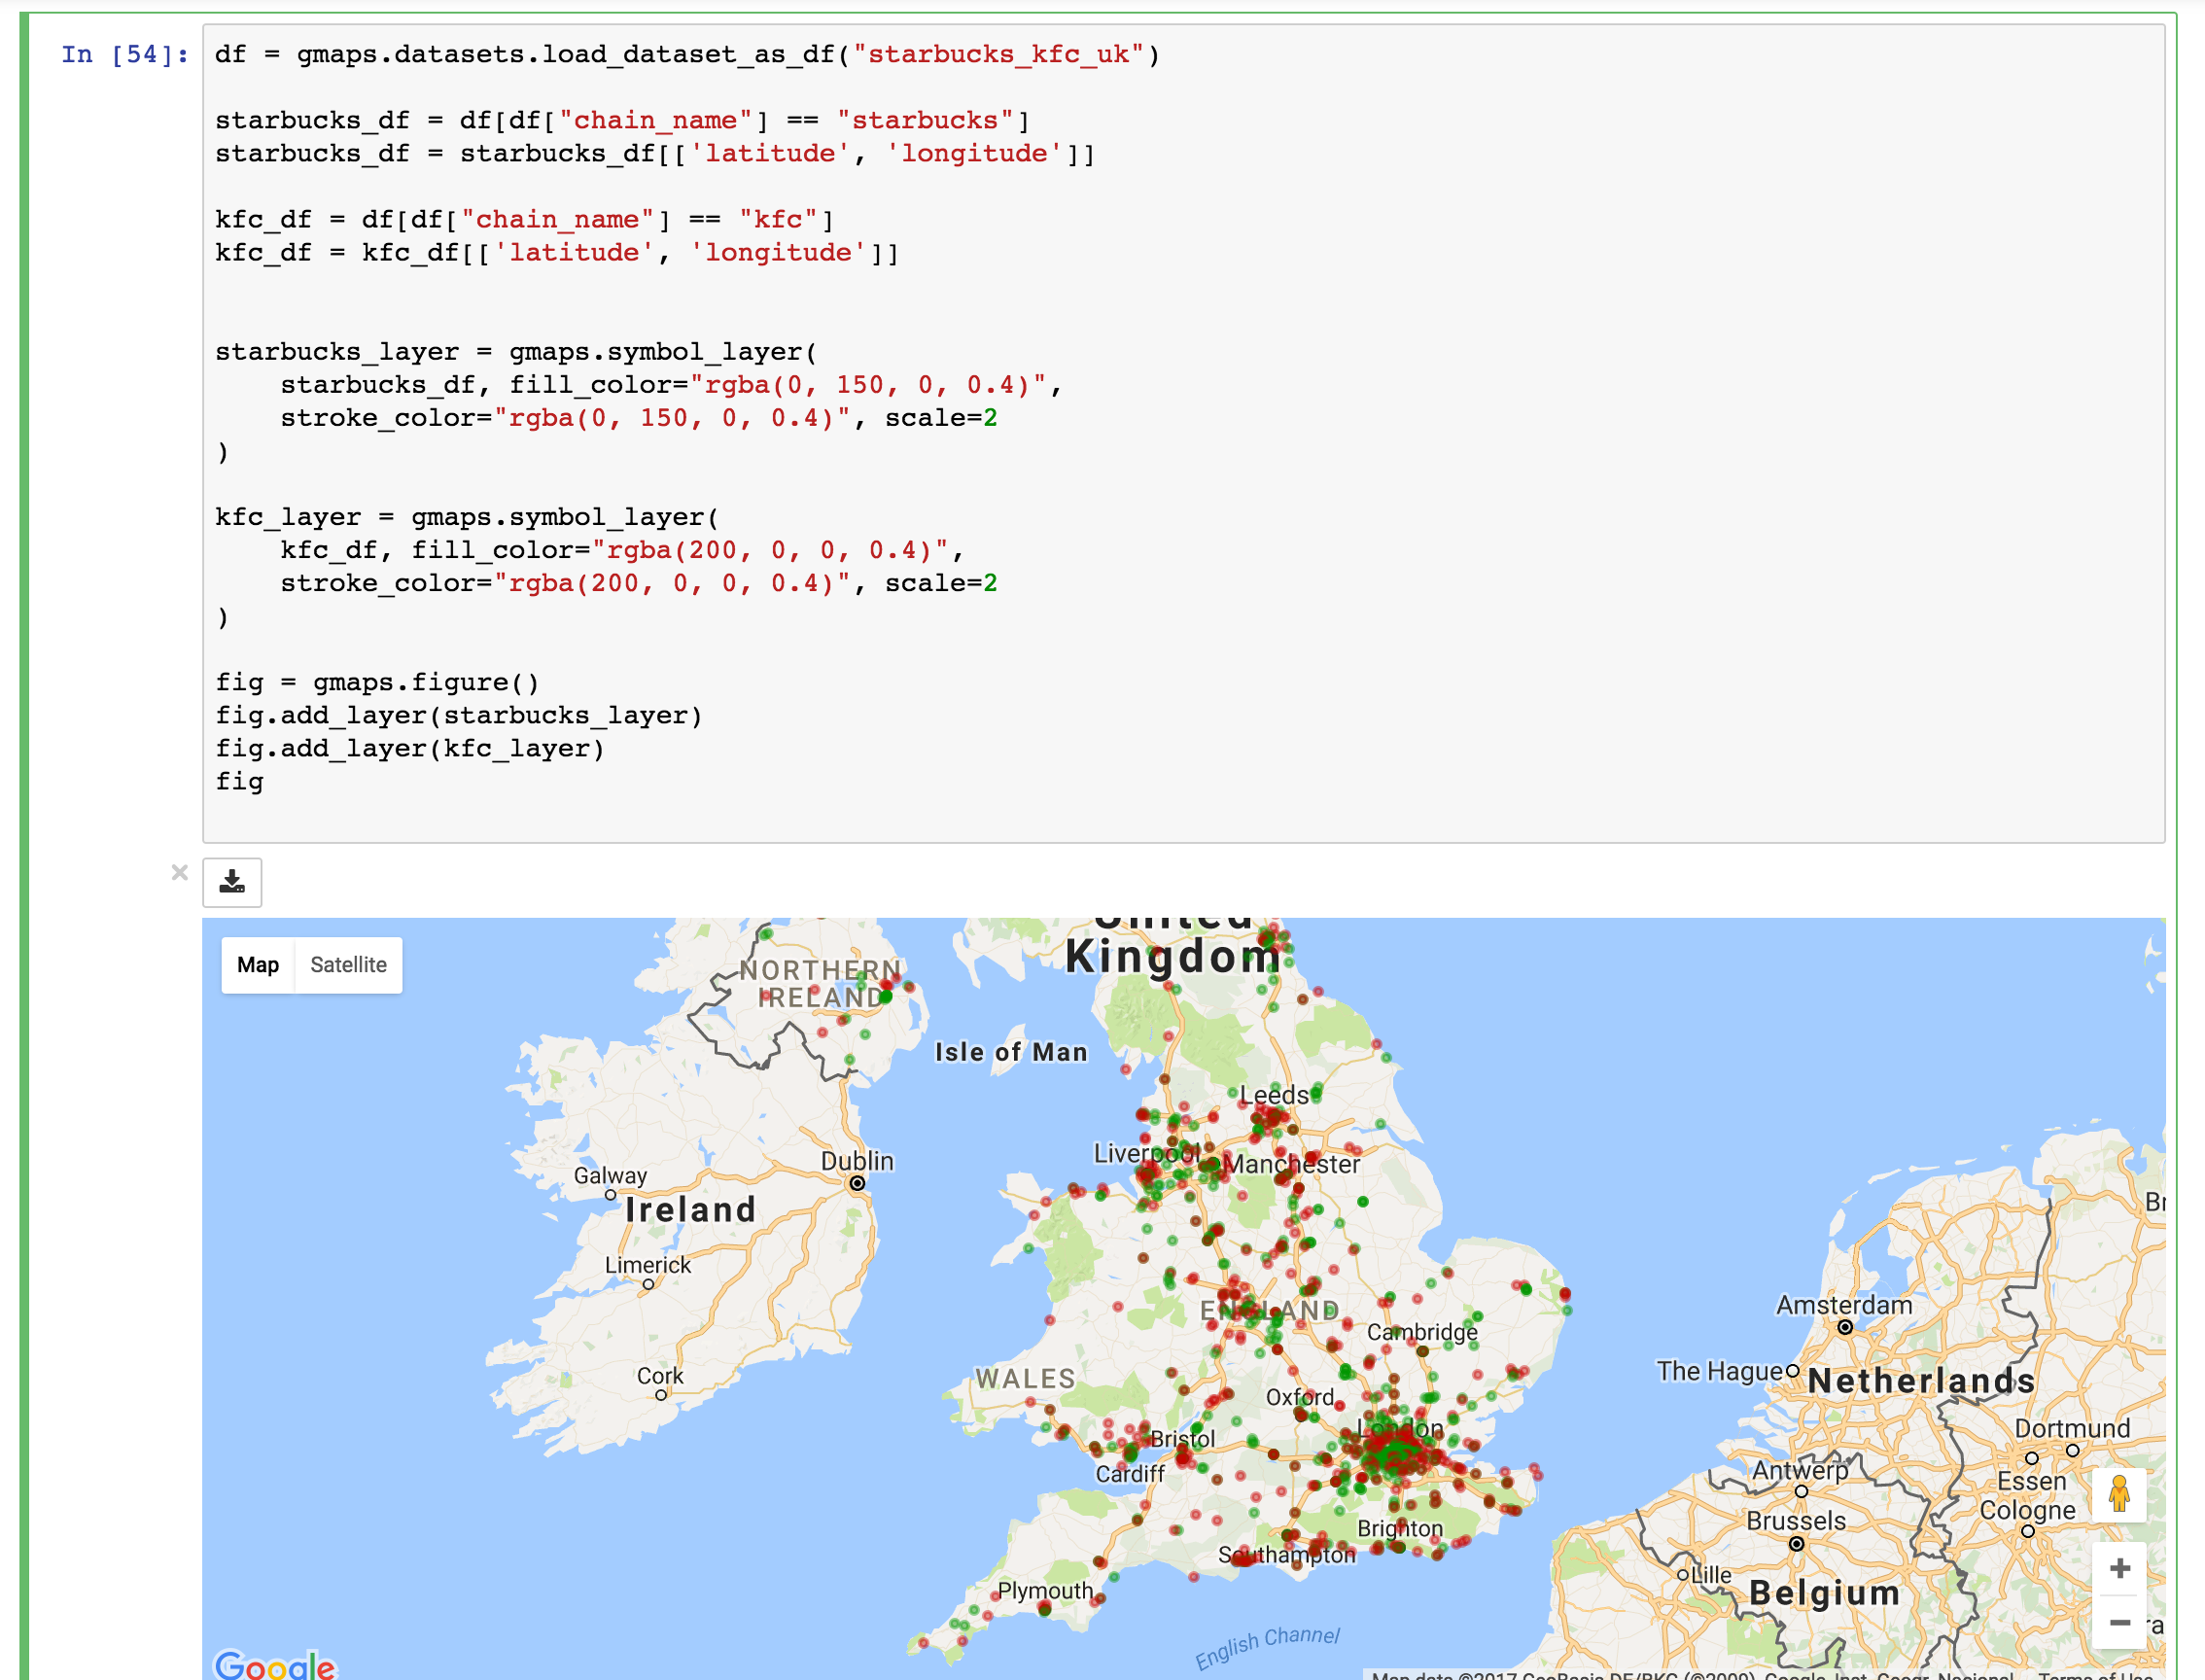 In [54]:
df = gmaps.datasets.load_dataset_as_df("starbucks_kfc_uk")
starbucks_df = df[df["chain_name"] == "starbucks"]
starbucks_df = starbucks_df[['latitude', 'longitude']]
kfc_df = df[df["chain_name"] == "kfc"]
kfc_df = kfc_df[['latitude', 'longitude']]
starbucks_layer = gmaps.symbol_layer(
starbucks_df, fill_color="rgba(0, 150, 0, 0.4)",
stroke_color="rgba(0, 150, 0, 0.4)", scale=2
)
kfc_layer = gmaps.symbol_layer(
kfc_df, fill_color="rgba(200, 0, 0, 0.4)",
stroke_color="rgba(200, 0, 0, 0.4)", scale=2
)
fig = gmaps.figure()
fig.add_layer(starbucks_layer)
fig.add_layer(kfc_layer)
fig
Map Satellite
United
Kingdom
NORTHERN
IRELAND
Isle of Man
Leeds
Liverpool
Manchester
Dublin
Galway
Ireland
Limerick
Cork
ENGLAND
Cambridge
WALES
Oxford
London
Bristol
Cardiff
Brighton
Southampton
Plymouth
English Channel
Amsterdam
The Hague
Netherlands
Dortmund
Antwerp
Essen
Cologne
Brussels
Lille
Belgium
Google
Map data ©2017 GeoBasis-DE/BKG (©2009), Google, Inst. Geogr. Nacional
Terms of Use